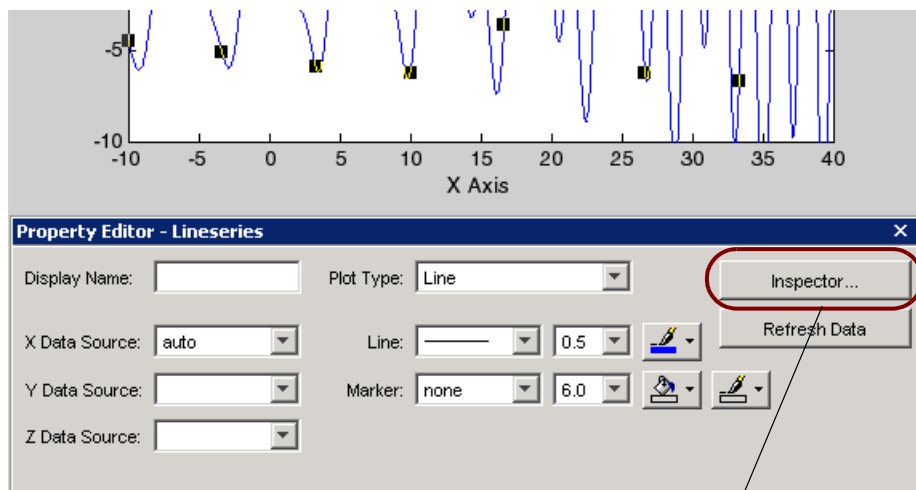 -5
-10
-10 -5 0 5 10 15 20 25 30 35 40
X Axis
Property Editor - Lineseries
Display Name: Plot Type: Line Inspector...
Refresh Data
X Data Source: auto Line: 0.5
Y Data Source: Marker: none 6.0
Z Data Source: